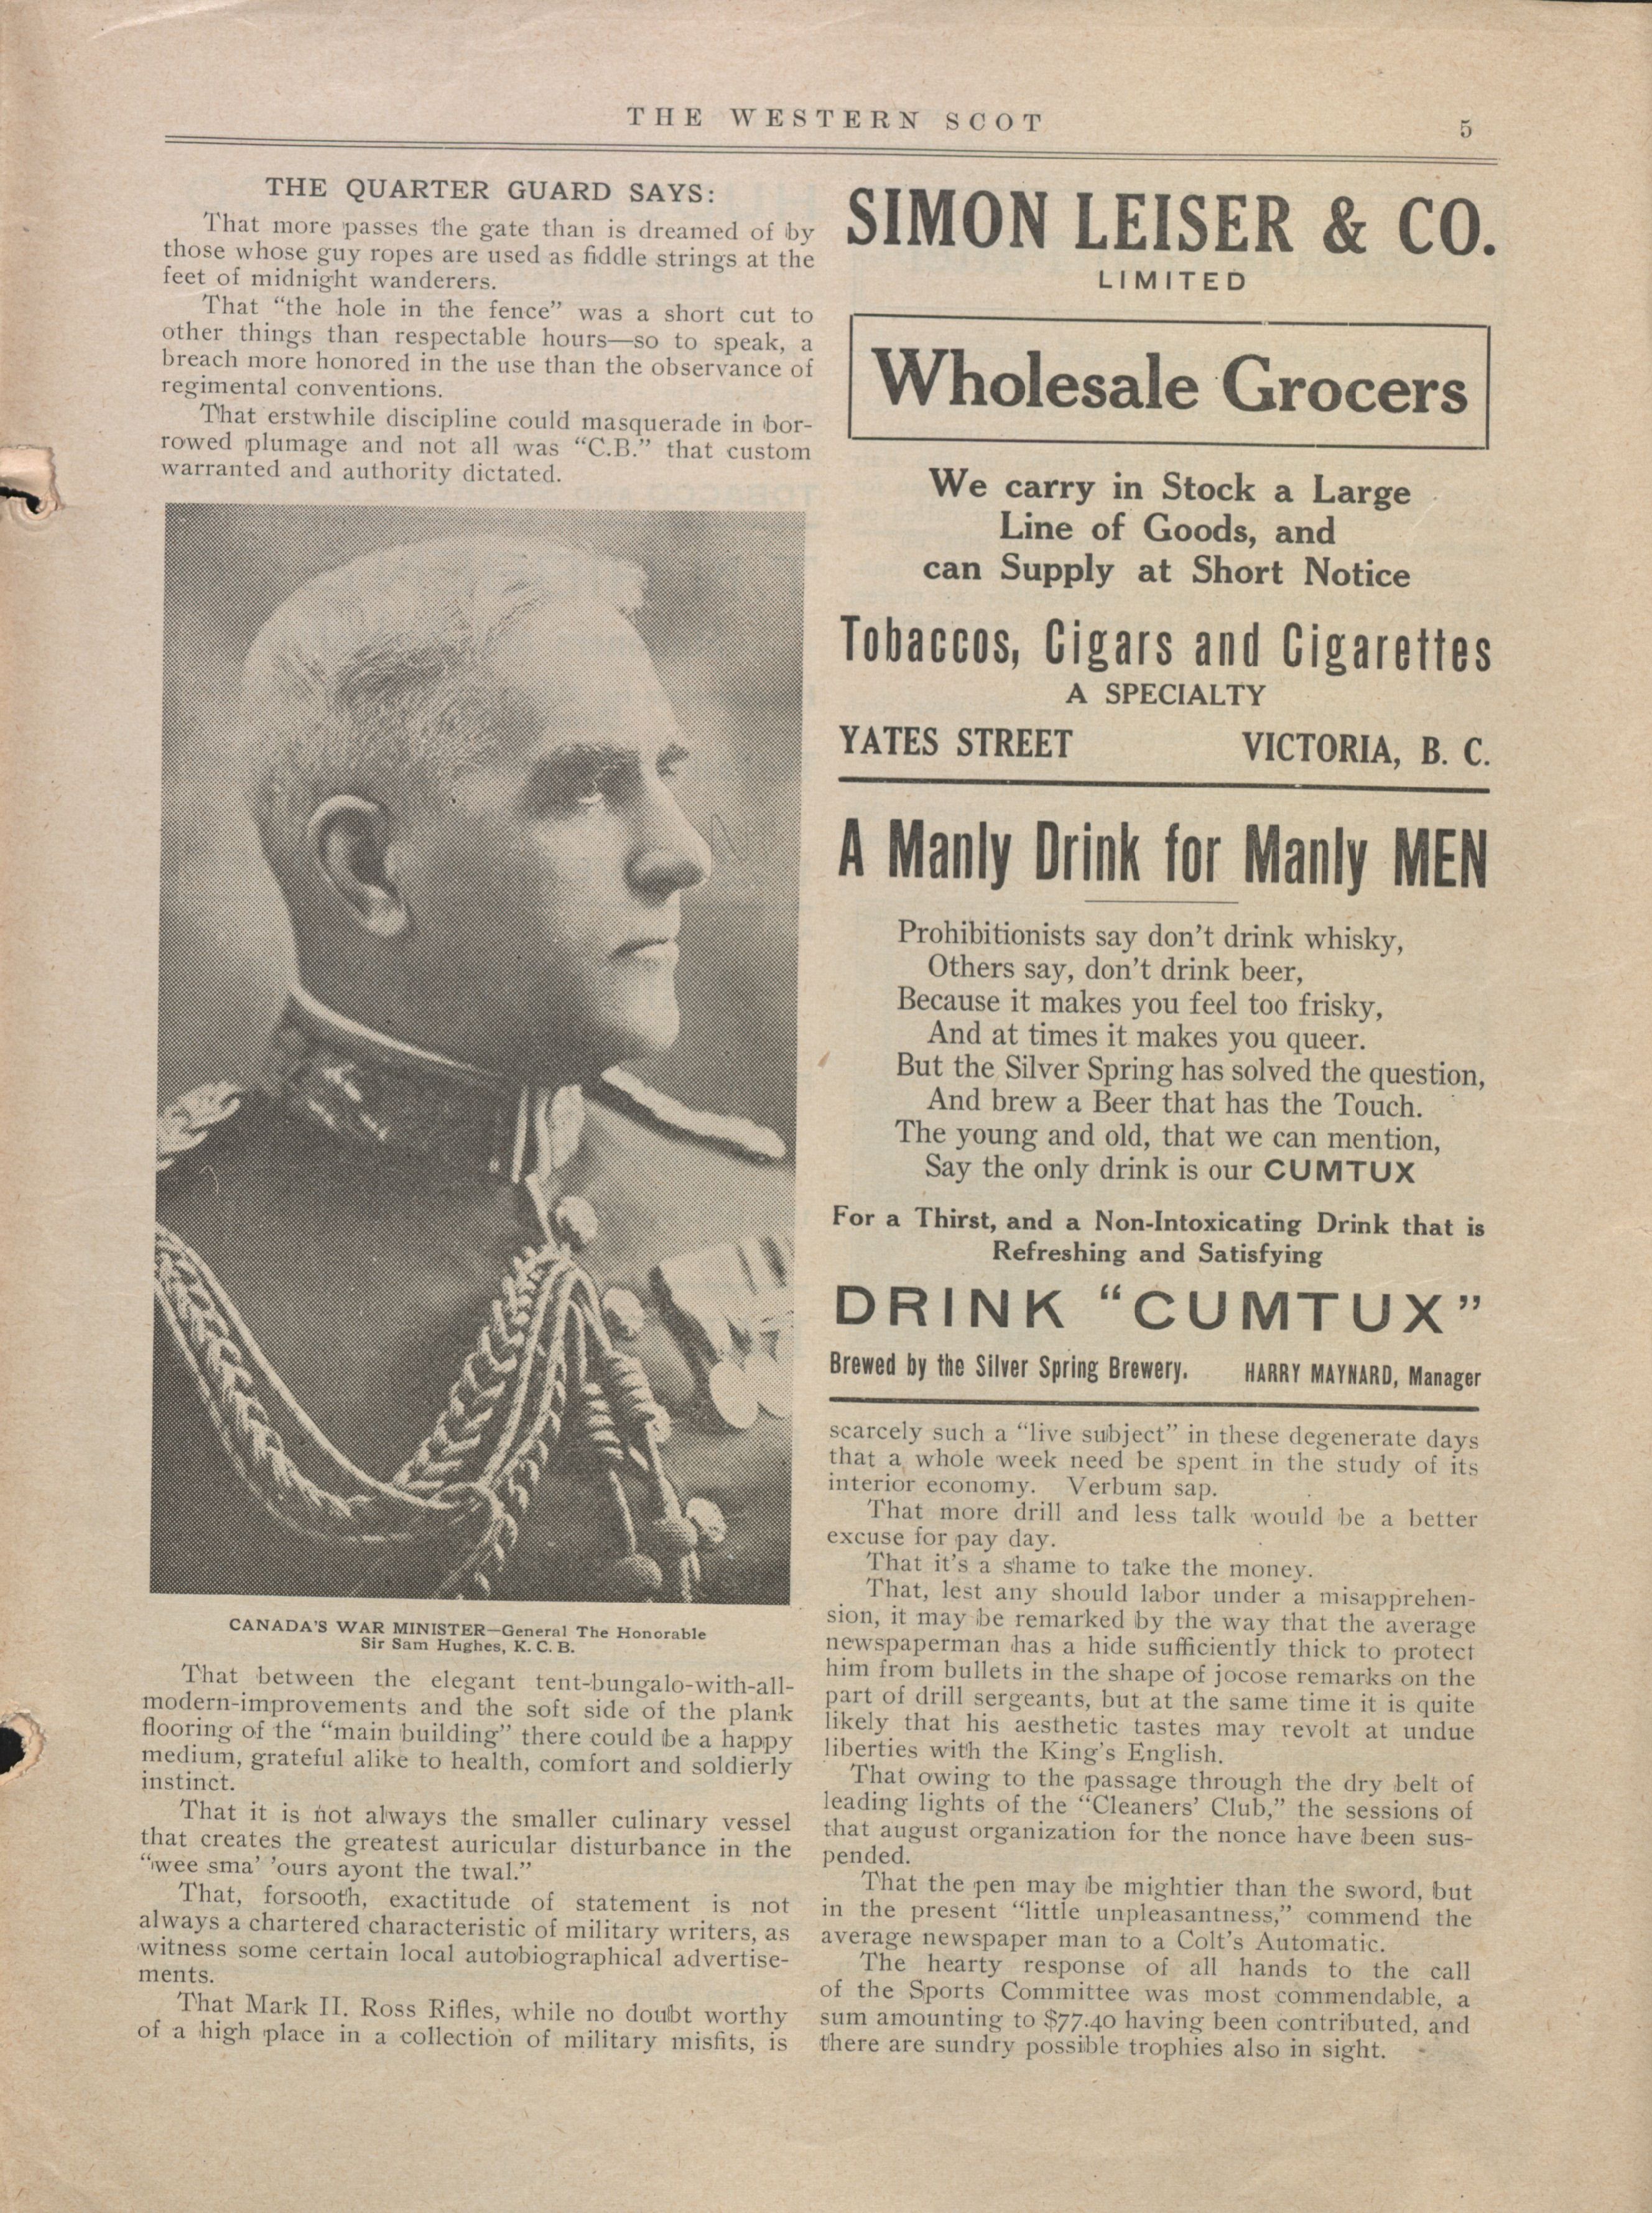 THE WESTERN SCOT
5
THE QUARTER GUARD SAYS:
That more passes the gate than is dreamed of by
those whose guy ropes are used as fiddle strings at the
feet of midnight wanderers.
That "the hole in the fence" was a short cut to
other things than respectable hours—so to speak, a
breach more honored in the use than the observance of
regimental conventions.
That erstwhile discipline could masquerade in bor-
rowed plumage and not all was "C.B." that custom
warranted and authority dictated.
CANADA'S WAR MINISTER—General The Honorable
Sir Sam Hughes, K. C. B.
That between the elegant tent-bungalo-with-all-
modern-improvements and the soft side of the plank
flooring of the "main building" there could be a happy
medium, grateful alike to health, comfort and soldierly
instinct.
That it is not always the smaller culinary vessel
that creates the greatest auricular disturbance in the
"wee sma' 'ours ayont the twal."
That, forsooth, exactitude of statement is not
always a chartered characteristic of military writers, as
witness some certain local autobiographical advertise-
ments.
That Mark II. Ross Rifles, while no doubt worthy
of a high place in a collection of military misfits, is
SIMON LEISER & CO.
LIMITED
Wholesale Grocers
We carry in Stock a Large
Line of Goods, and
can Supply at Short Notice
Tobaccos, Cigars and Cigarettes
A SPECIALTY
YATES STREET VICTORIA, B. C.
A Manly Drink for Manly MEN
Prohibitionists say don't drink whisky,
Others say, don't drink beer,
Because it makes you feel too frisky,
And at times it makes you queer.
But the Silver Spring has solved the question,
And brew a Beer that has the Touch.
The young and old, that we can mention,
Say the only drink is our CUMTUX
For a Thirst, and a Non-Intoxicating Drink that is
Refreshing and Satisfying
DRINK "CUMTUX"
Brewed by the Silver Spring Brewery. HARRY MAYNARD, Manager
scarcely such a "live subject" in these degenerate days
that a whole week need be spent in the study of its
interior economy. Verbum sap.
That more drill and less talk would be a better
excuse for pay day.
That it's a shame to take the money.
That, lest any should labor under a misapprehen-
sion, it may be remarked by the way that the average
newspaperman has a hide sufficiently thick to protect
him from bullets in the shape of jocose remarks on the
part of drill sergeants, but at the same time it is quite
likely that his aesthetic tastes may revolt at undue
liberties with the King's English.
That owing to the passage through the dry belt of
leading lights of the "Cleaners' Club," the sessions of
that august organization for the nonce have been sus-
pended.
That the pen may be mightier than the sword, but
in the present "little unpleasantness," commend the
average newspaper man to a Colt's Automatic.
The hearty response of all hands to the call
of the Sports Committee was most commendable, a
sum amounting to $77.40 having been contributed, and
there are sundry possible trophies also in sight.